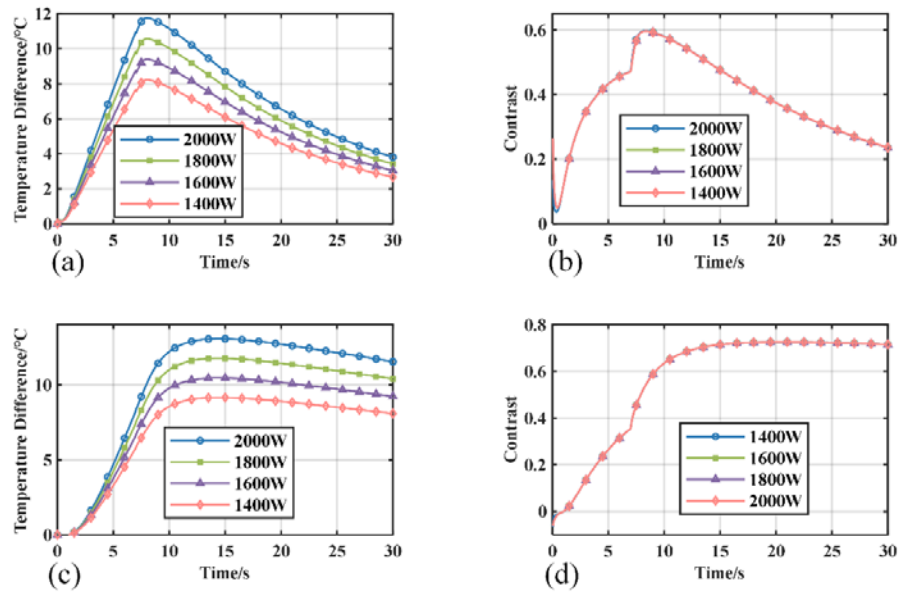 12
10
8
6
4
2
0
Temperature Difference/°C
2000W
1800W
1600W
1400W
0 5 10 15 20 25 30
Time/s
(a)
0.6
0.4
0.2
0
Contrast
2000W
1800W
1600W
1400W
0 5 10 15 20 25 30
Time/s
(b)
10
5
0
Temperature Difference/°C
2000W
1800W
1600W
1400W
0 5 10 15 20 25 30
Time/s
(c)
0.8
0.6
0.4
0.2
0
Contrast
1400W
1600W
1800W
2000W
0 5 10 15 20 25 30
Time/s
(d)